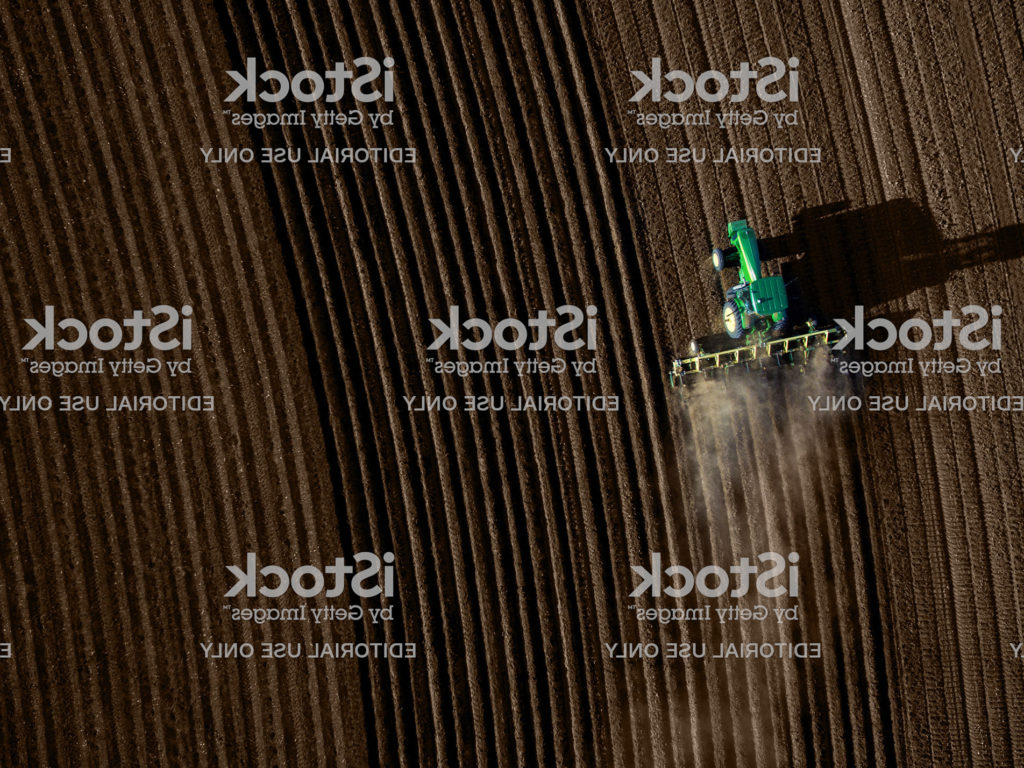 iStock iStock
by Getty Images™ by Getty Images™
EDITORIAL USE ONLY EDITORIAL USE ONLY
iStock iStock iStock
by Getty Images™ by Getty Images™ by Getty Images™
EDITORIAL USE ONLY EDITORIAL USE ONLY EDITORIAL USE ONLY
iStock iStock
by Getty Images™ by Getty Images™
EDITORIAL USE ONLY EDITORIAL USE ONLY